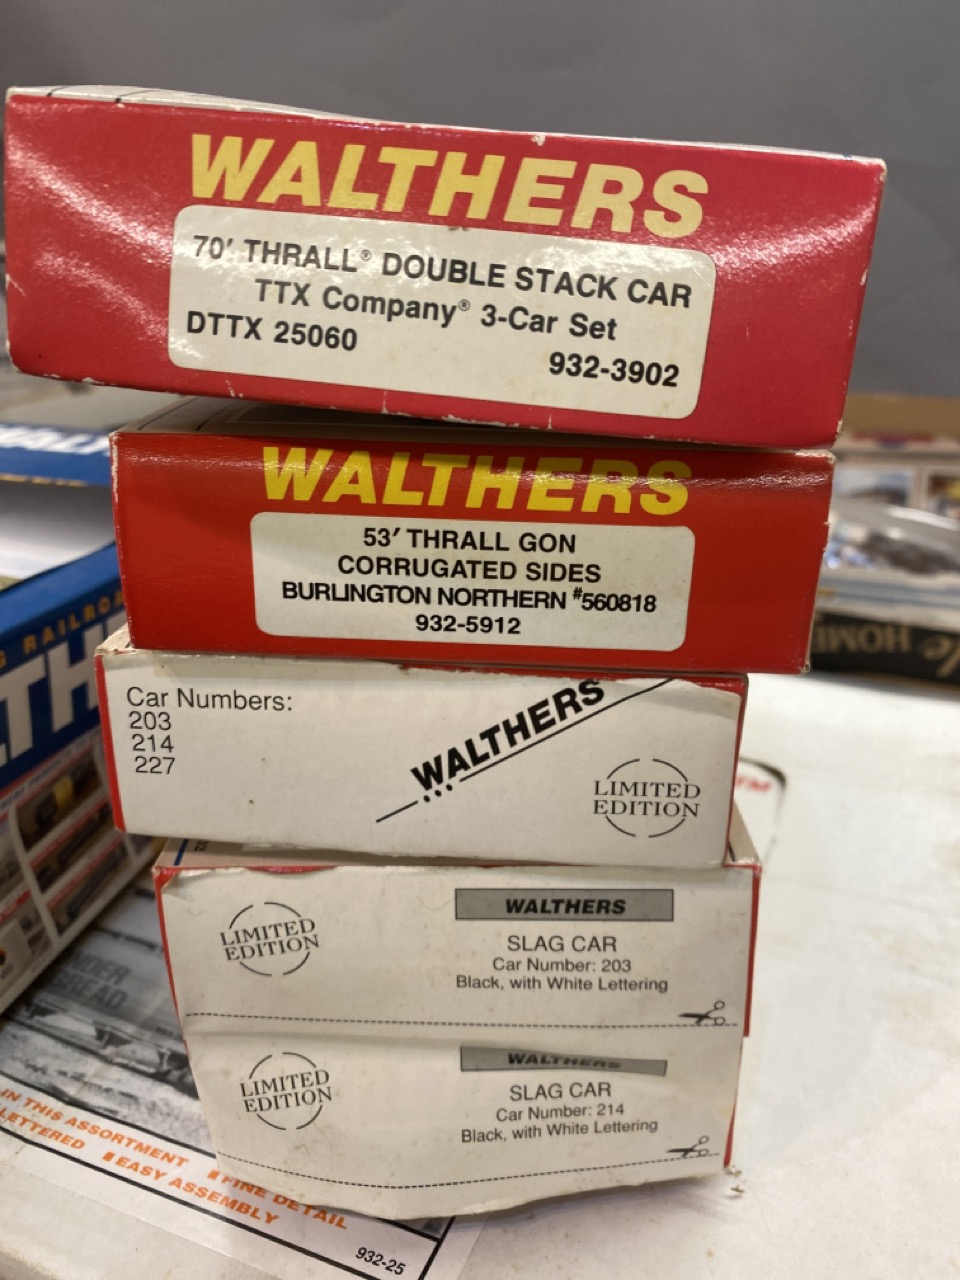 WALTHERS
70' THRALL® DOUBLE STACK CAR
TTX Company® 3-Car Set
DTTX 25060
932-3902
WALTHERS
53' THRALL GON
CORRUGATED SIDES
BURLINGTON NORTHERN #560818
932-5912
Car Numbers:
203
214
227
WALTHERS
LIMITED
EDITION
LIMITED
EDITION
WALTHERS
SLAG CAR
Car Number: 203
Black, with White Lettering
LIMITED
EDITION
WALTHERS
SLAG CAR
Car Number: 214
Black, with White Lettering
RAILROA
TH
HOM
IN THIS ASSORTMENT
LETTERED
FINE DETAIL
EASY ASSEMBLY
932-25